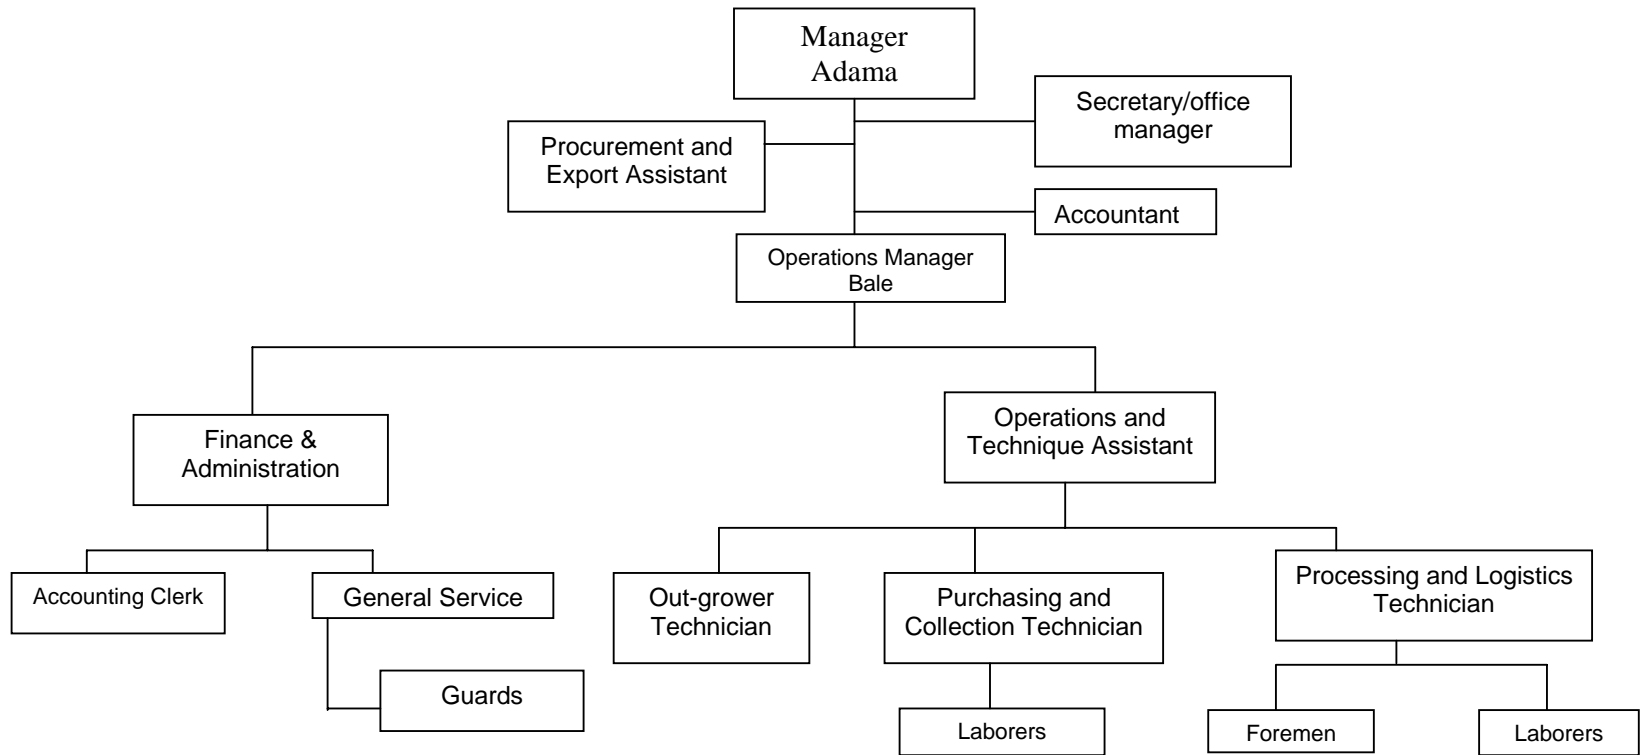 Manager
Adama
Secretary/office
manager
Procurement and
Export Assistant
Accountant
Operations Manager
Bale
Finance &
Administration
Operations and
Technique Assistant
Accounting Clerk
General Service
Guards
Out-grower
Technician
Purchasing and
Collection Technician
Laborers
Processing and Logistics
Technician
Foremen
Laborers